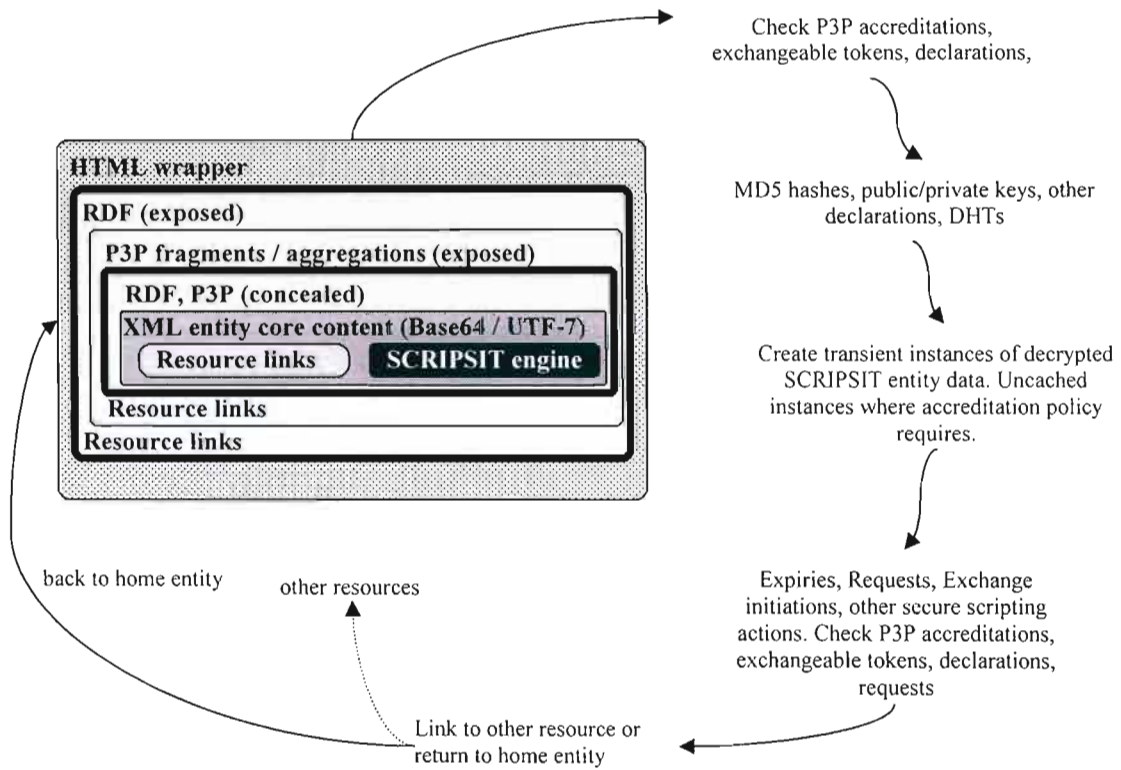 Check P3P accreditations,
exchangeable tokens, declarations,
HTML wrapper
RDF (exposed)
P3P fragments / aggregations (exposed)
RDF, P3P (concealed)
XML entity core content (Base64 / UTF-7)
Resource links
SCRIPSIT engine
Resource links
Resource links
MD5 hashes, public/private keys, other
declarations, DHTs
Create transient instances of decrypted
SCRIPSIT entity data. Uncached
instances where accreditation policy
requires.
Expiries, Requests, Exchange
initiations, other secure scripting
actions. Check P3P accreditations,
exchangeable tokens, declarations,
requests
back to home entity
other resources
Link to other resource or
return to home entity